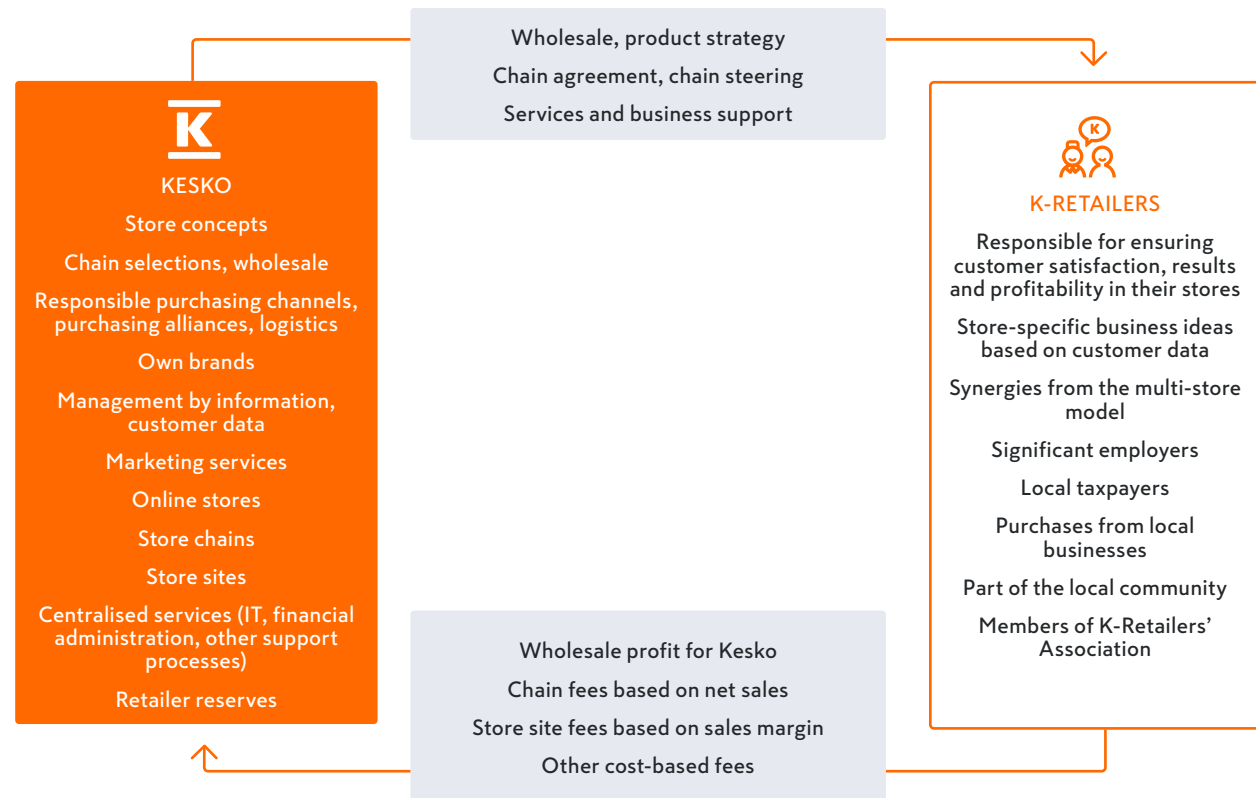 Wholesale, product strategy
Chain agreement, chain steering
Services and business support
K
KESKO
Store concepts
Chain selections, wholesale
Responsible purchasing channels,
purchasing alliances, logistics
Own brands
Management by information,
customer data
Marketing services
Online stores
Store chains
Store sites
Centralised services (IT, financial
administration, other support
processes)
Retailer reserves
K
K-RETAILERS
Responsible for ensuring
customer satisfaction, results
and profitability in their stores
Store-specific business ideas
based on customer data
Synergies from the multi-store
model
Significant employers
Local taxpayers
Purchases from local
businesses
Part of the local community
Members of K-Retailers’
Association
Wholesale profit for Kesko
Chain fees based on net sales
Store site fees based on sales margin
Other cost-based fees